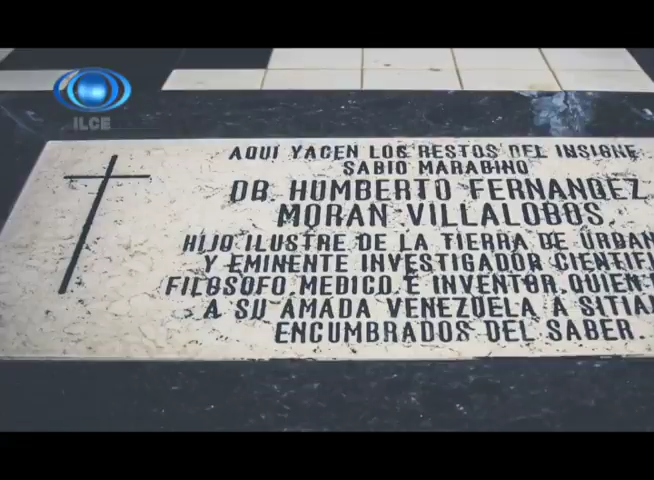 ILCE
AQUI YACEN LOS RESTOS DEL INSIGNE
SABIO MARABINO
DR HUMBERTO FERNANDEZ
MORAN VILLALOBOS
HIJO ILUSTRE DE LA TIERRA DE URDAN
Y EMINENTE INVESTIGADOR CIENTIFI
FILOSOFO, MEDICO E INVENTOR, QUIEN
A SU AMADA VENEZUELA A SITIA
ENCUMBRADOS DEL SABER.